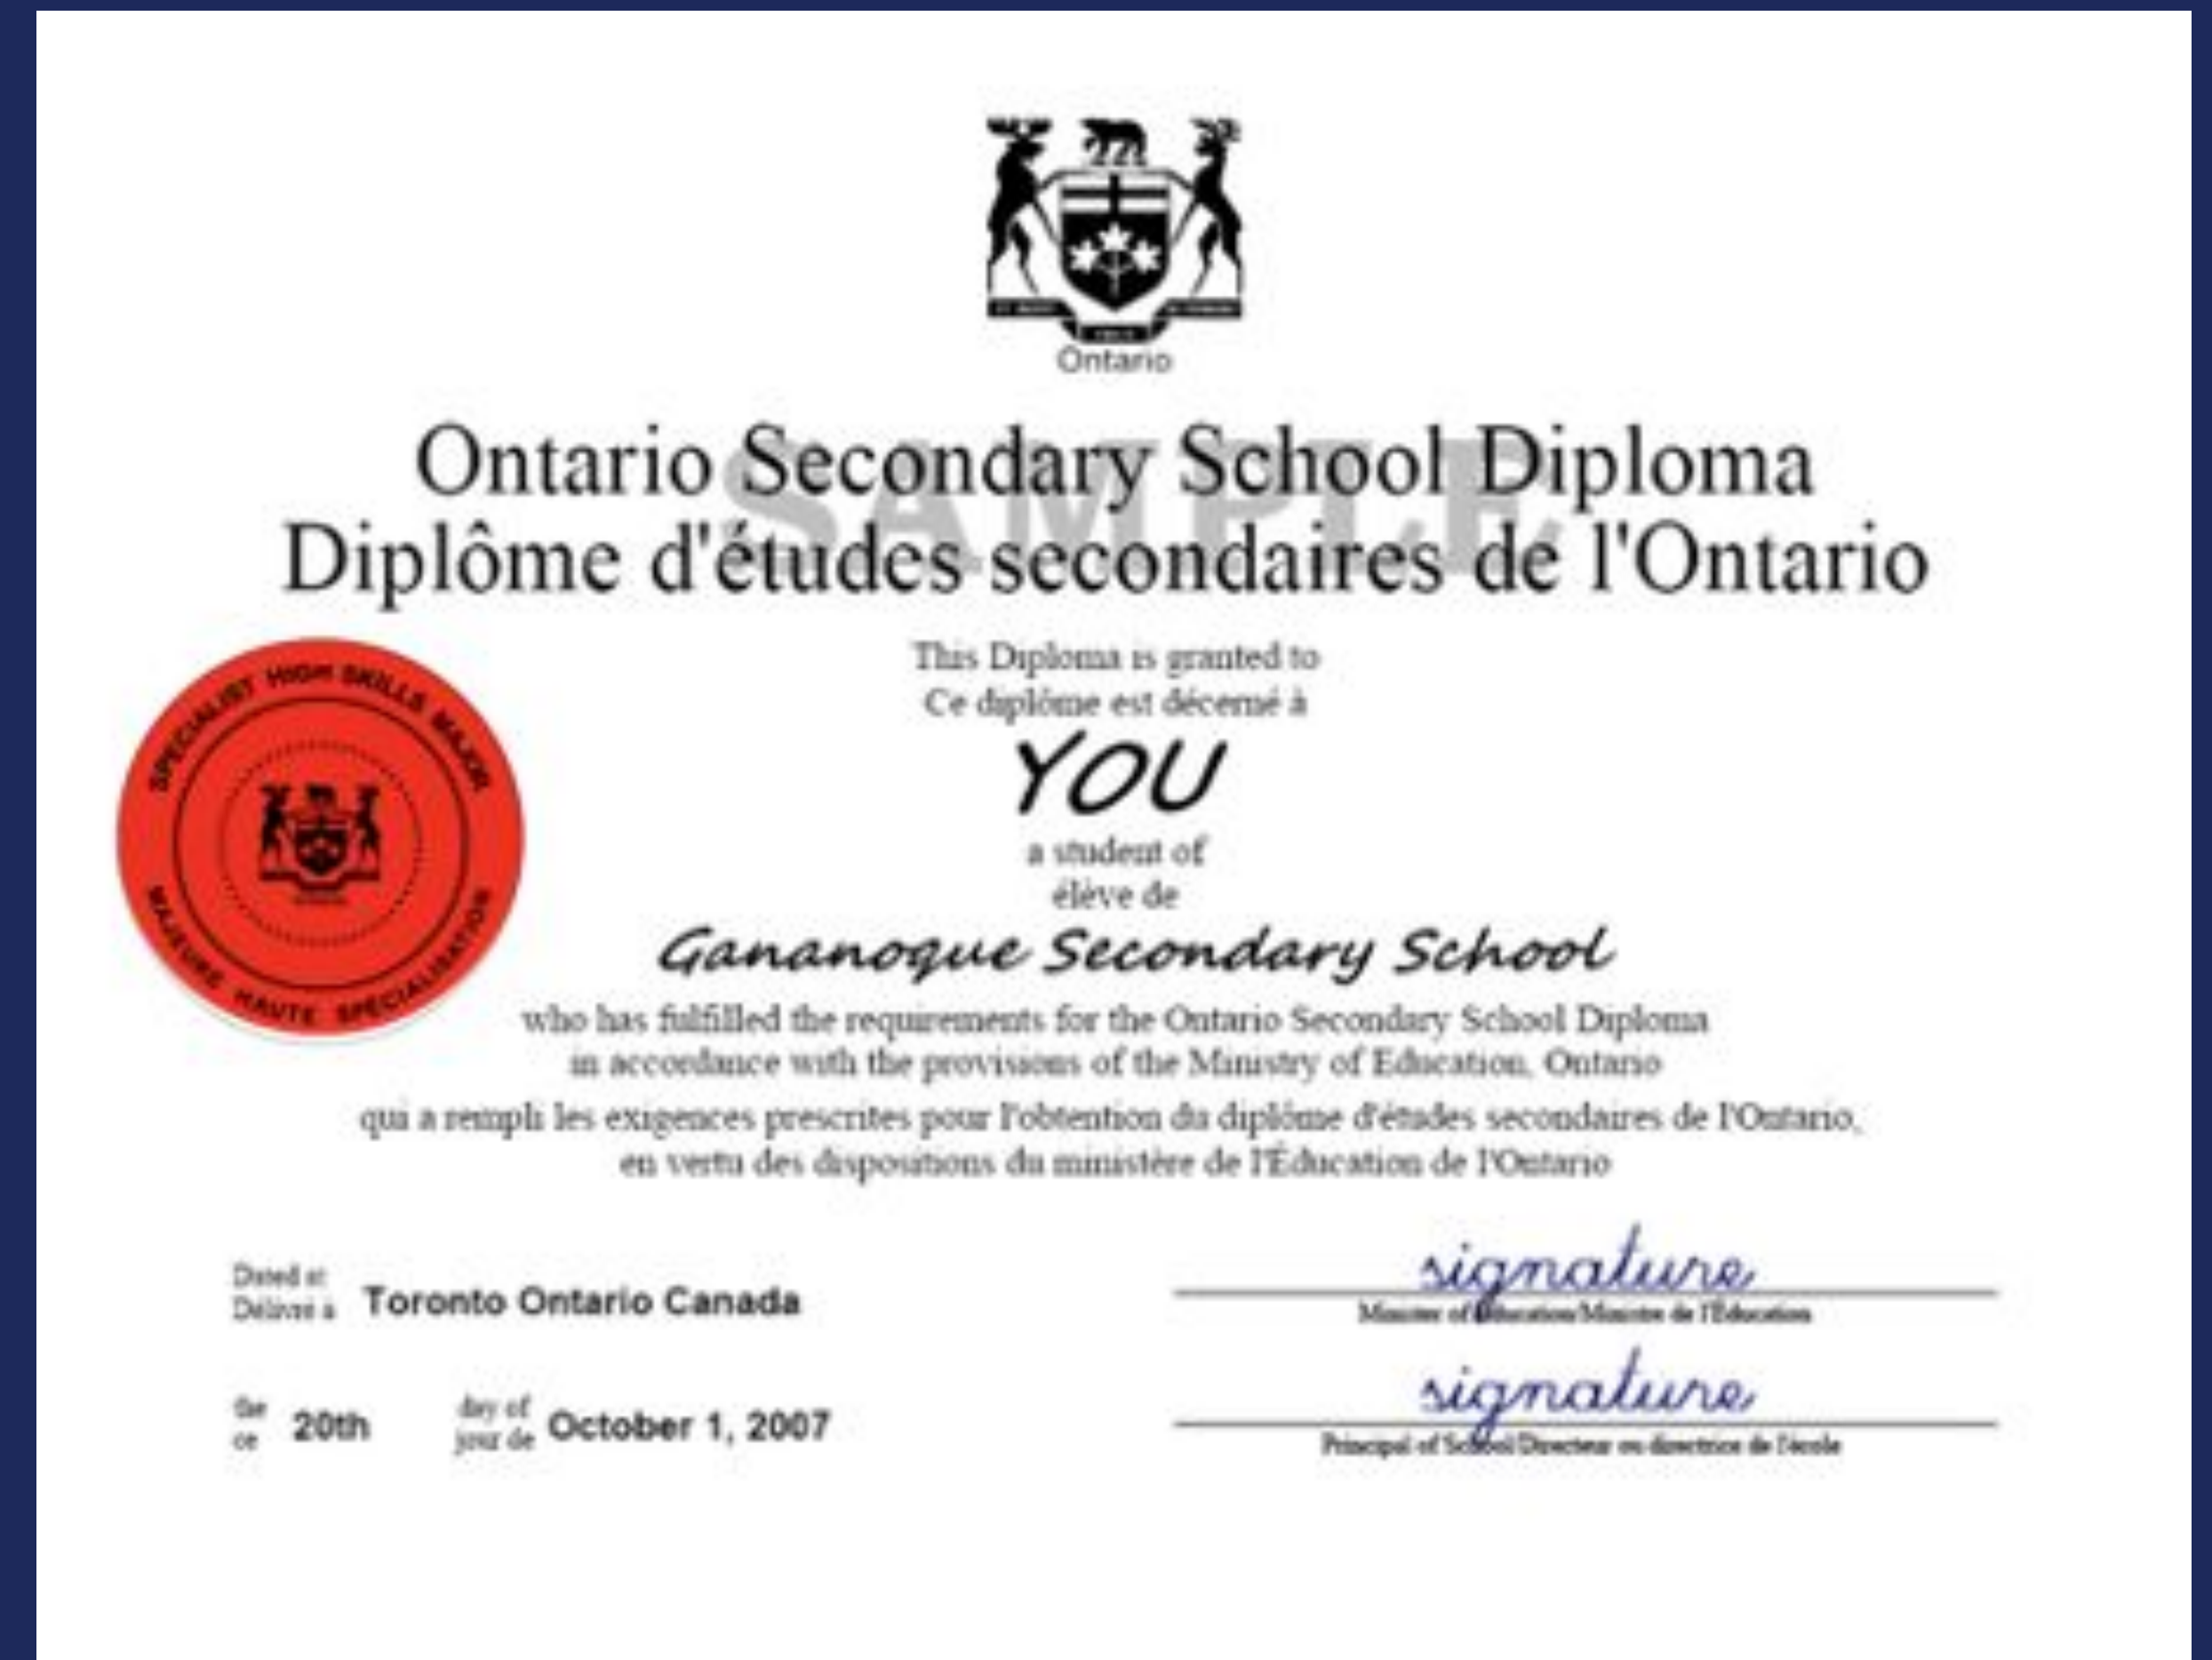 Ontario
SAMPLE
Ontario Secondary School Diploma
Diplôme d'études secondaires de l'Ontario
SPECIALIST HIGH SKILLS MAJOR
MAJEURE HAUTE SPÉCIALISATION
This Diploma is granted to
Ce diplôme est décerné à
YOU
a student of
élève de
Gananoque Secondary School
who has fulfilled the requirements for the Ontario Secondary School Diploma
in accordance with the provisions of the Ministry of Education, Ontario
qui a rempli les exigences prescrites pour l'obtention du diplôme d'études secondaires de l'Ontario,
en vertu des dispositions du ministère de l'Éducation de l'Ontario
Dated at
Délivré à
Toronto Ontario Canada
signature
Minister of Education/Ministre de l'Éducation
the
ce
20th
day of
jour de
October 1, 2007
signature
Principal of School/Directeur ou directrice de l'école